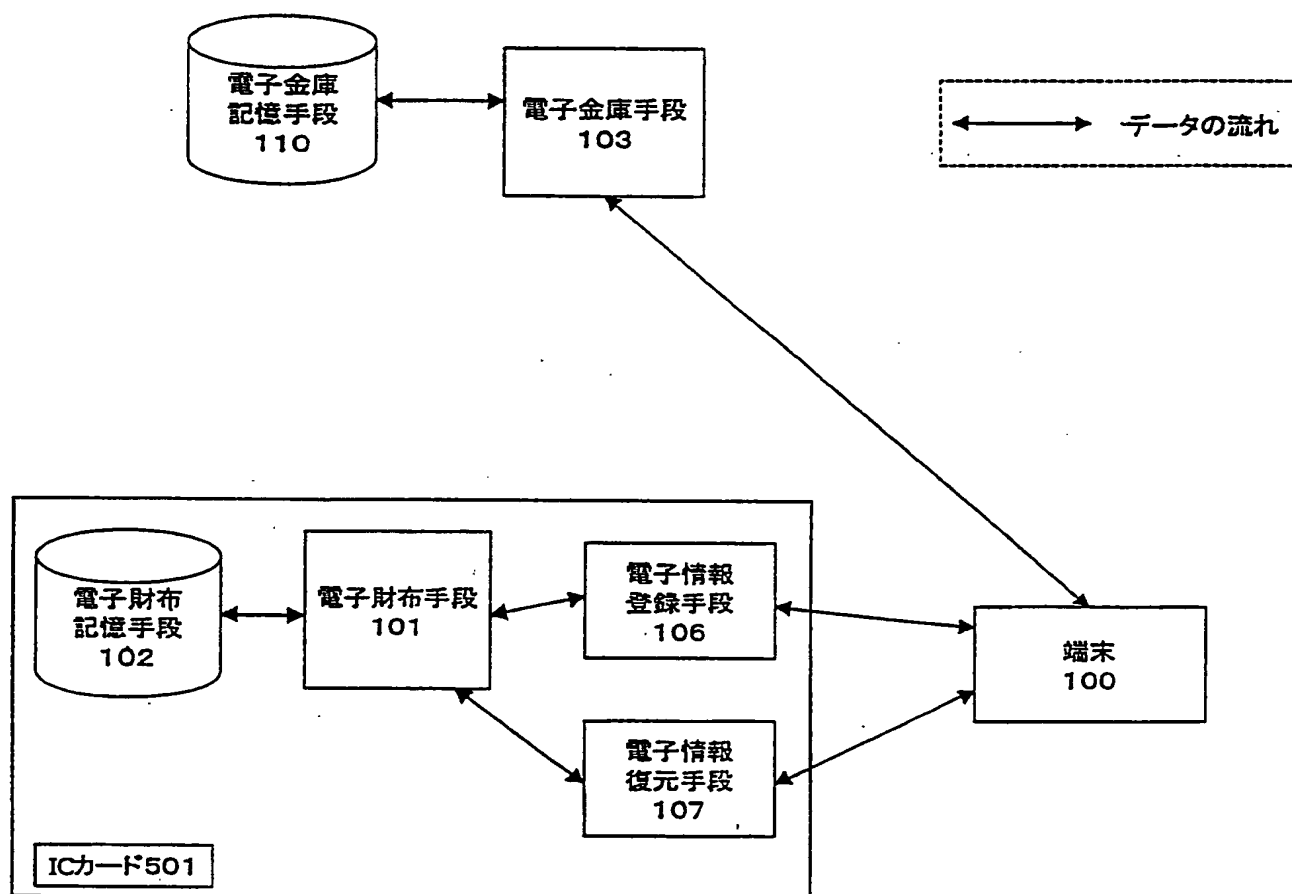 電子金庫
記憶手段
110
電子金庫手段
103
データの流れ
電子財布
記憶手段
102
電子財布手段
101
電子情報
登録手段
106
電子情報
復元手段
107
端末
100
ICカード501